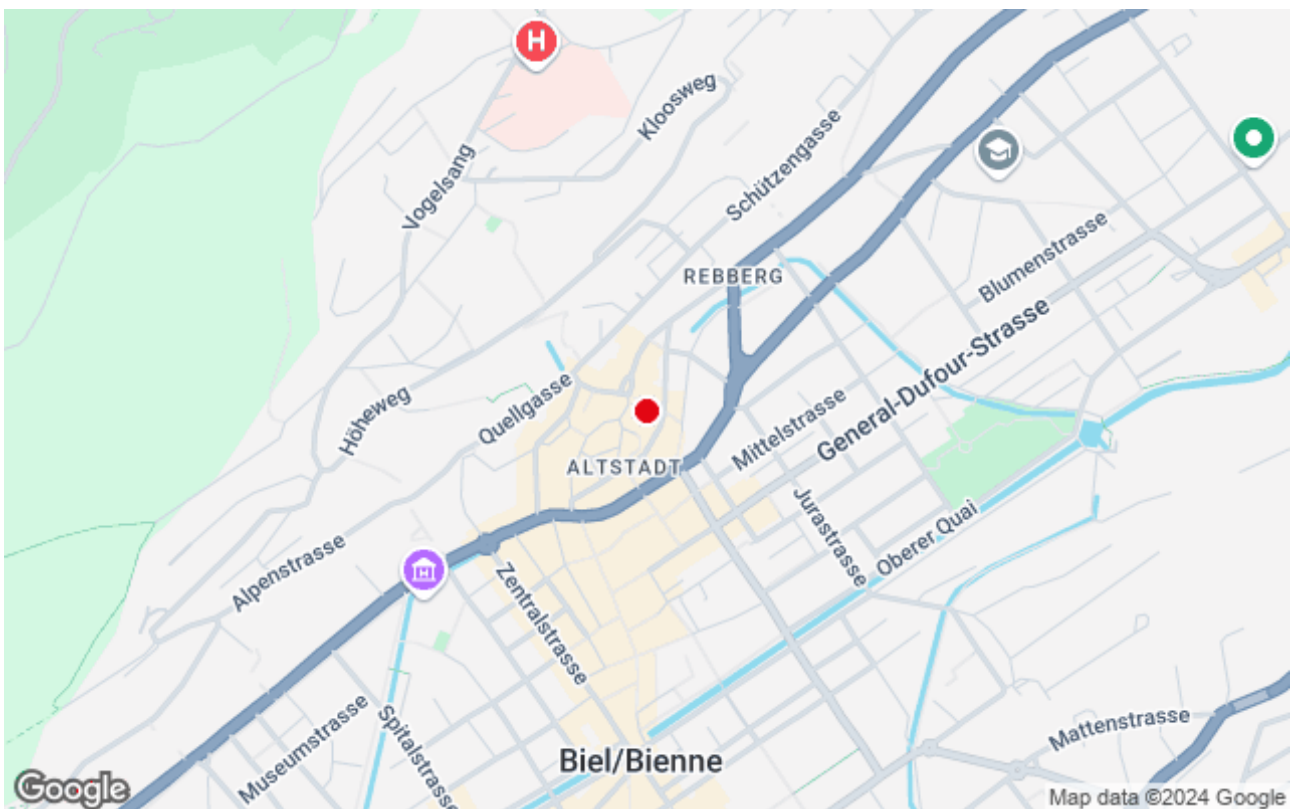 H
Kloosweg
Vogelsang
Schützengasse
REBBERG
Blumenstrasse
General-Dufour-Strasse
Höheweg
Quellgasse
Mittelstrasse
ALTSTADT
Jurastrasse
Oberer Quai
Alpenstrasse
H
Zentralstrasse
Museumstrasse
Spitalstrasse
Mattenstrasse
Biel/Bienne
Google
Map data ©2024 Google